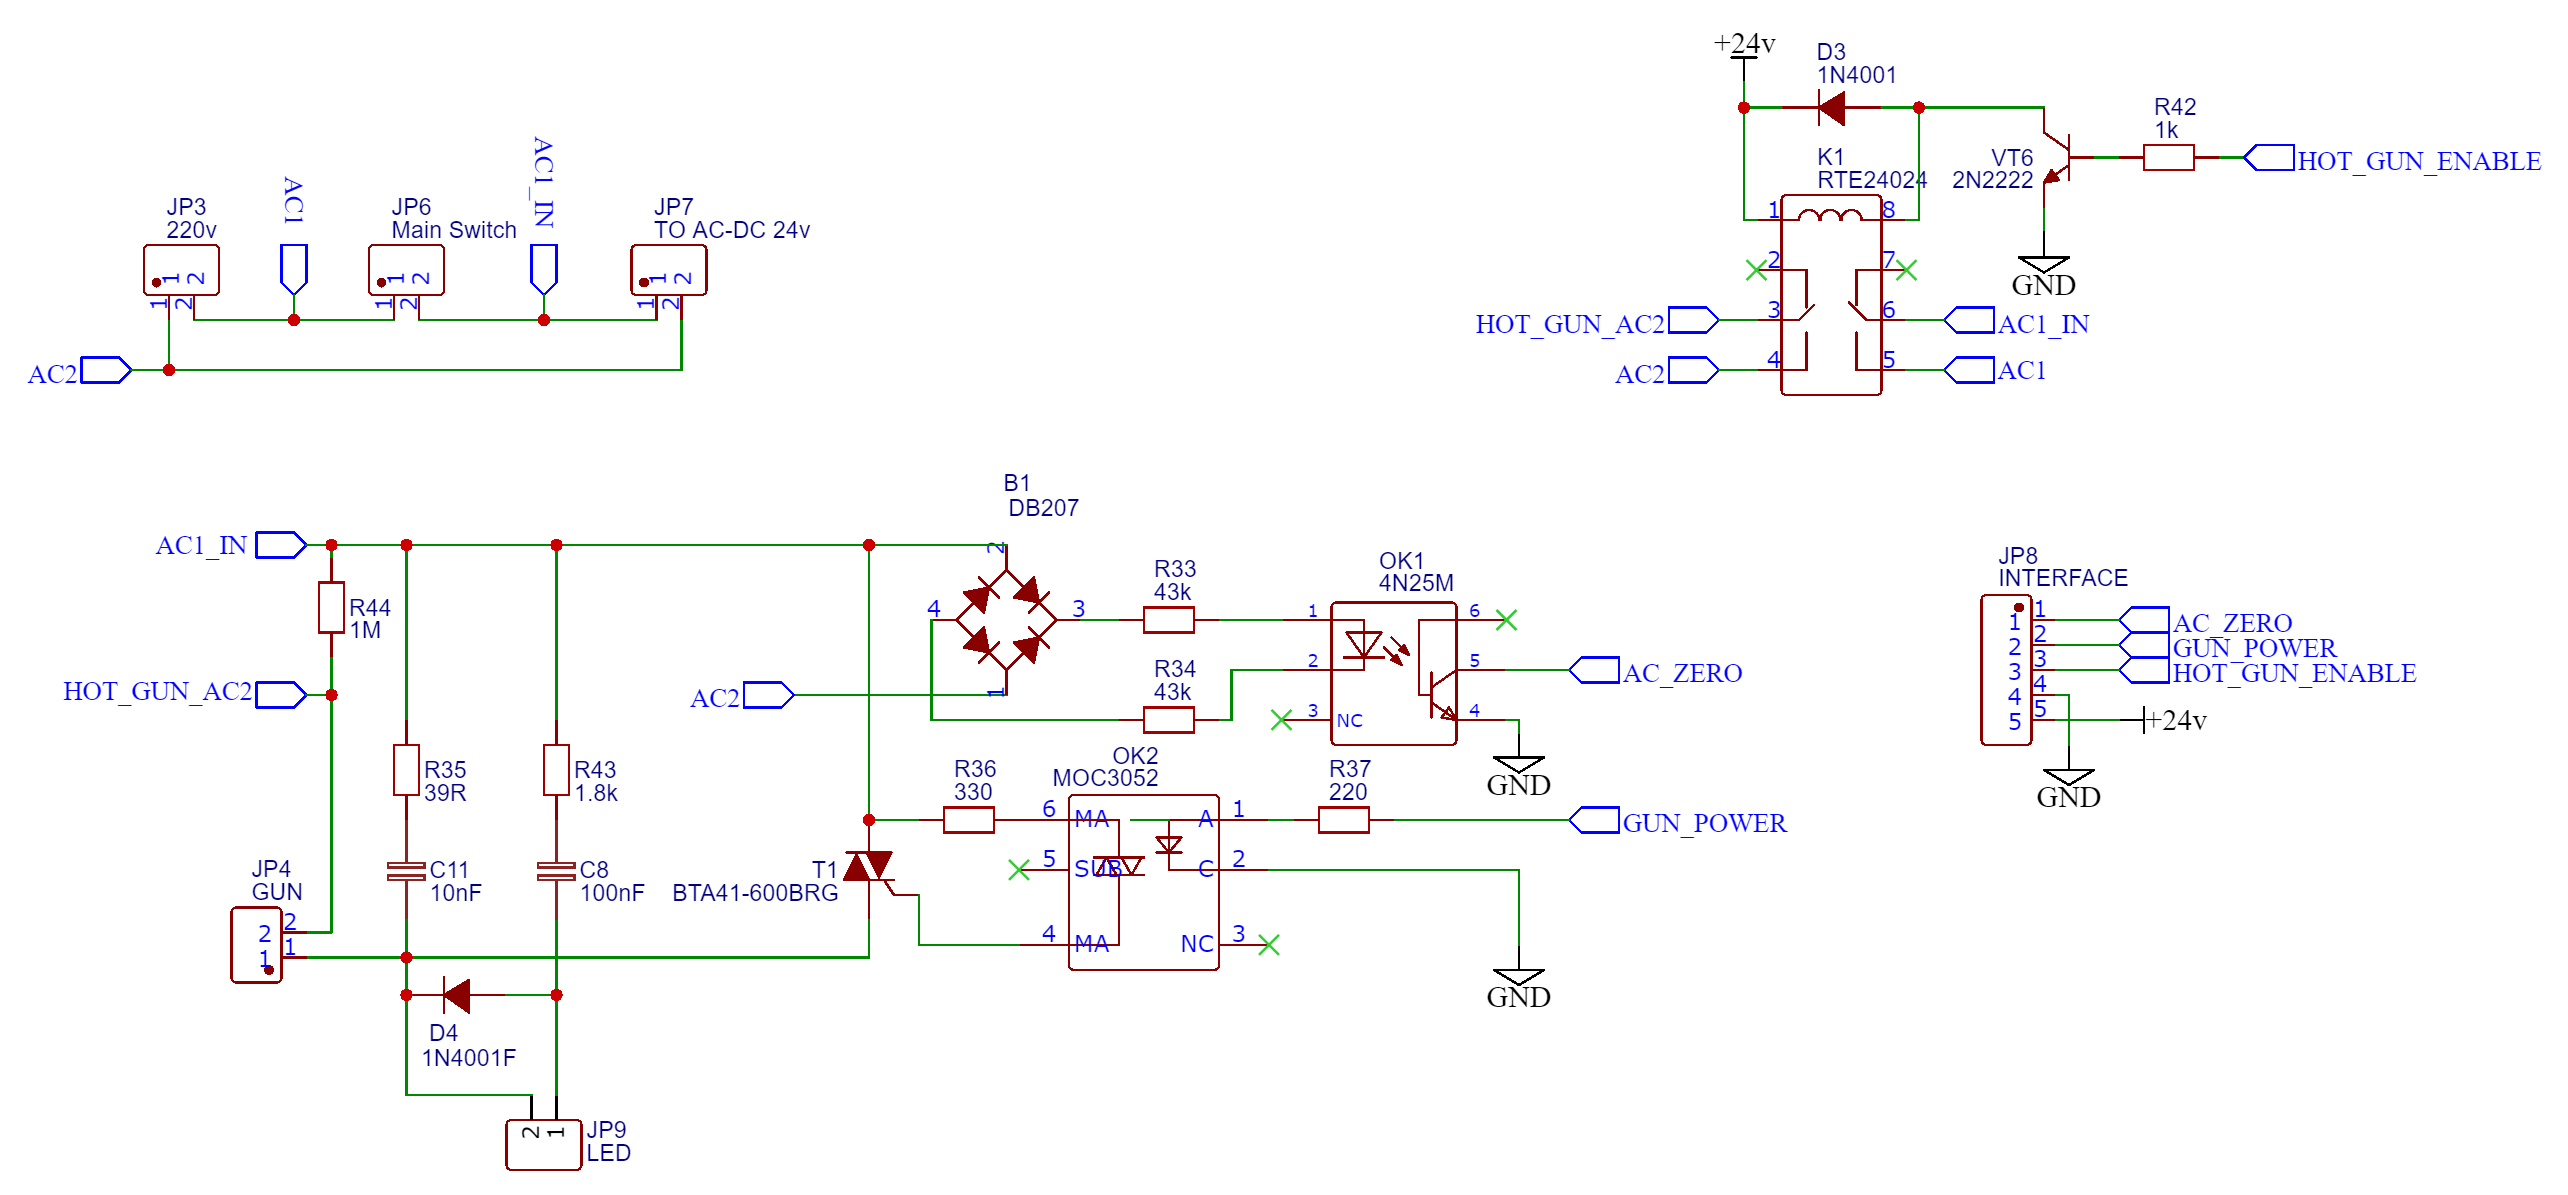 JP3
220v
1 2
1 2
AC1
JP6
Main Switch
1 2
1 2
AC1_IN
JP7
TO AC-DC 24v
1 2
1 2
AC2
+24v
D3
1N4001
K1
RTE24024
1
8
2
7
3
6
4
5
HOT_GUN_AC2
AC2
AC1_IN
AC1
VT6
2N2222
R42
1k
HOT_GUN_ENABLE
GND
AC1_IN
R44
1M
HOT_GUN_AC2
R35
39R
R43
1.8k
C11
10nF
C8
100nF
JP4
GUN
2 2
1 1
D4
1N4001F
2 1
JP9
LED
B1
DB207
2
4
3
1
AC2
R33
43k
R34
43k
OK1
4N25M
1
2
3 NC
6
5
4
AC_ZERO
GND
T1
BTA41-600BRG
R36
330
OK2
MOC3052
6 MA
5 SUB
4 MA
A 1
C 2
NC 3
R37
220
GUN_POWER
GND
JP8
INTERFACE
1 1
2 2
3 3
4 4
5 5
AC_ZERO
GUN_POWER
HOT_GUN_ENABLE
+24v
GND